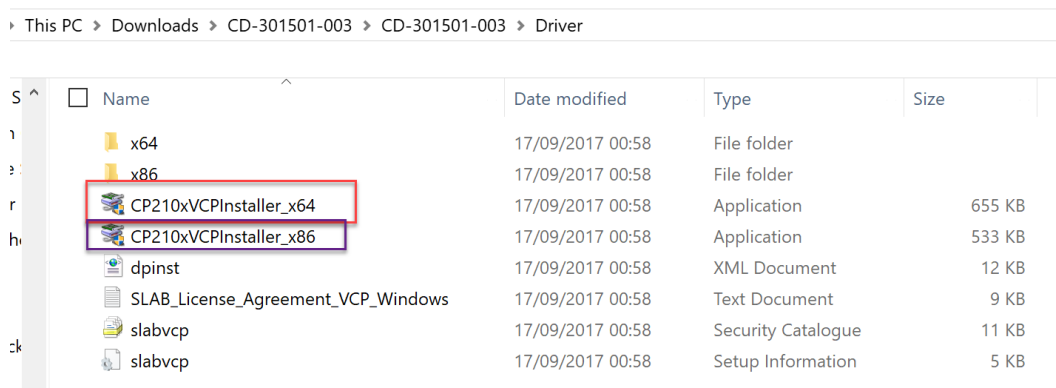 This PC > Downloads > CD-301501-003 > CD-301501-003 > Driver
Name Date modified Type Size
x64 17/09/2017 00:58 File folder
x86 17/09/2017 00:58 File folder
CP210xVCPInstaller_x64 17/09/2017 00:58 Application 655 KB
CP210xVCPInstaller_x86 17/09/2017 00:58 Application 533 KB
dpinst 17/09/2017 00:58 XML Document 12 KB
SLAB_License_Agreement_VCP_Windows 17/09/2017 00:58 Text Document 9 KB
slabvcp 17/09/2017 00:58 Security Catalogue 11 KB
slabvcp 17/09/2017 00:58 Setup Information 5 KB